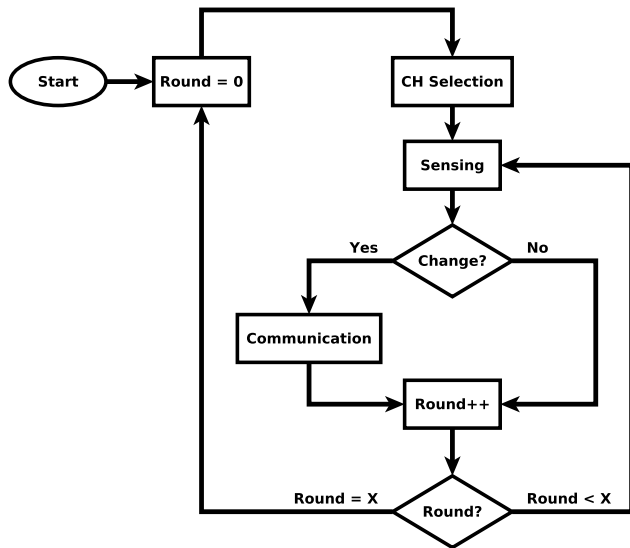 Start
Round = 0
CH Selection
Sensing
Change?
Yes
No
Communication
Round++
Round?
Round = X
Round < X